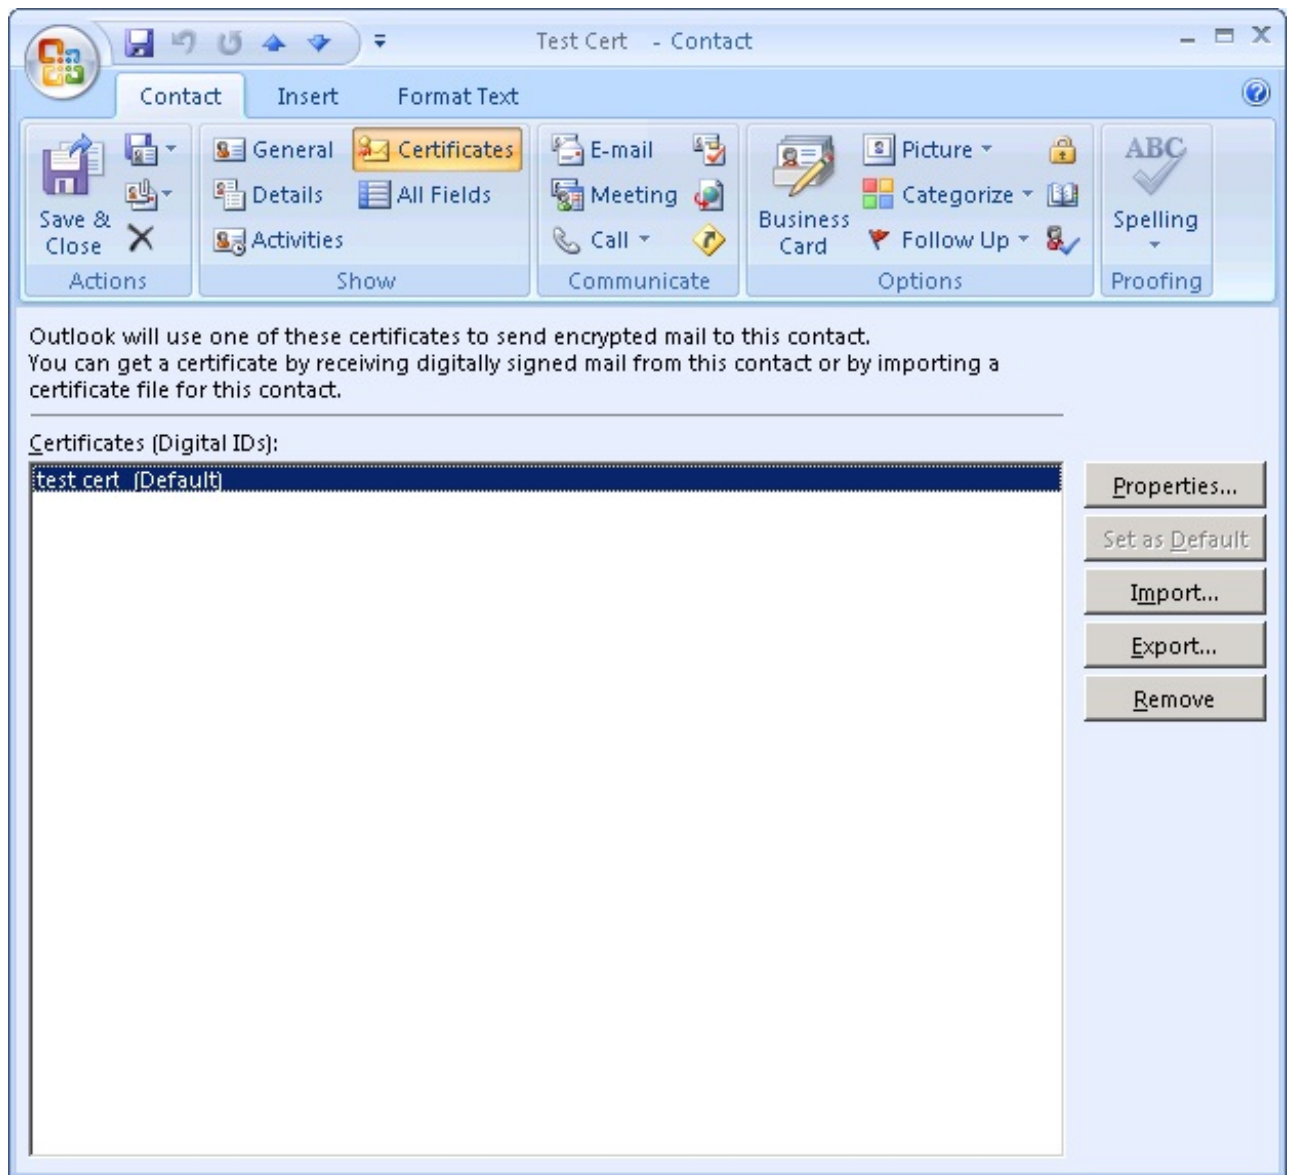 Test Cert - Contact
Contact Insert Format Text
General Certificates E-mail Picture ABC
Details All Fields Meeting Categorize
Save & Close Activities Call Business Card Follow Up Spelling
Actions Show Communicate Options Proofing
Outlook will use one of these certificates to send encrypted mail to this contact.
You can get a certificate by receiving digitally signed mail from this contact or by importing a
certificate file for this contact.
Certificates (Digital IDs):
test cert (Default)
Properties...
Set as Default
Import...
Export...
Remove